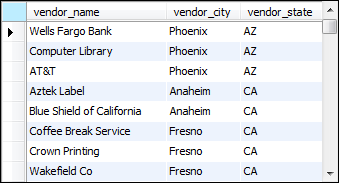 vendor_name vendor_city vendor_state
Wells Fargo Bank Phoenix AZ
Computer Library Phoenix AZ
AT&T Phoenix AZ
Aztek Label Anaheim CA
Blue Shield of California Anaheim CA
Coffee Break Service Fresno CA
Crown Printing Fresno CA
Wakefield Co Fresno CA